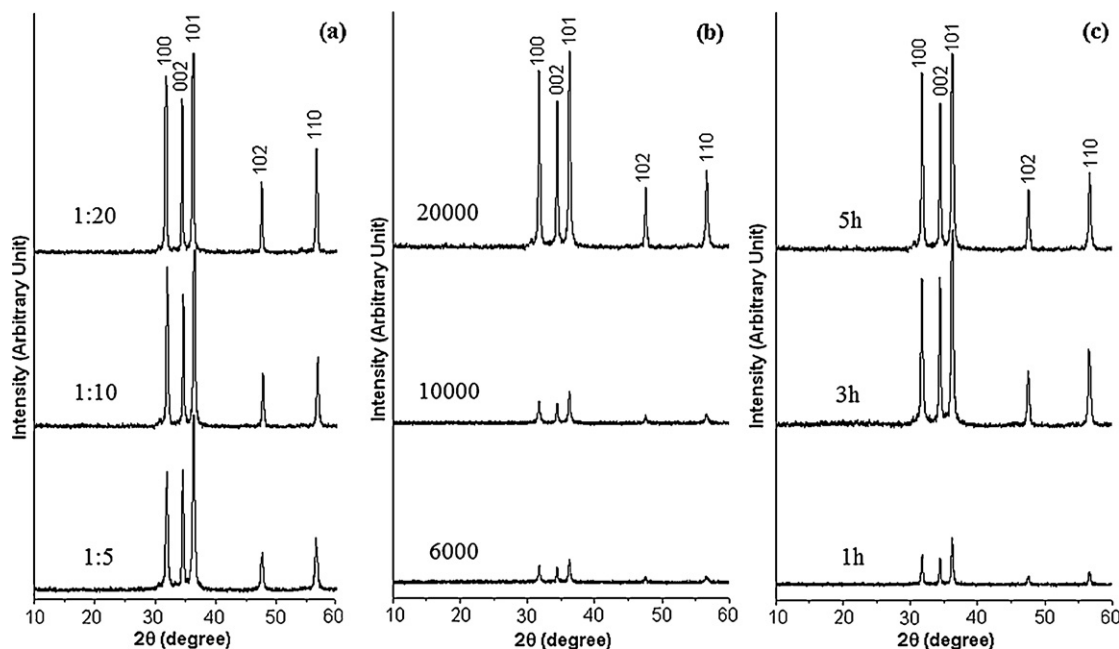 (a)
100
002
101
102
110
1:20
1:10
1:5
Intensity (Arbitrary Unit)
10 20 30 40 50 60
2θ (degree)
(b)
100
002
101
102
110
20000
10000
6000
Intensity (Arbitrary Unit)
10 20 30 40 50 60
2θ (degree)
(c)
100
002
101
102
110
5h
3h
1h
Intensity (Arbitrary Unit)
10 20 30 40 50 60
2θ (degree)